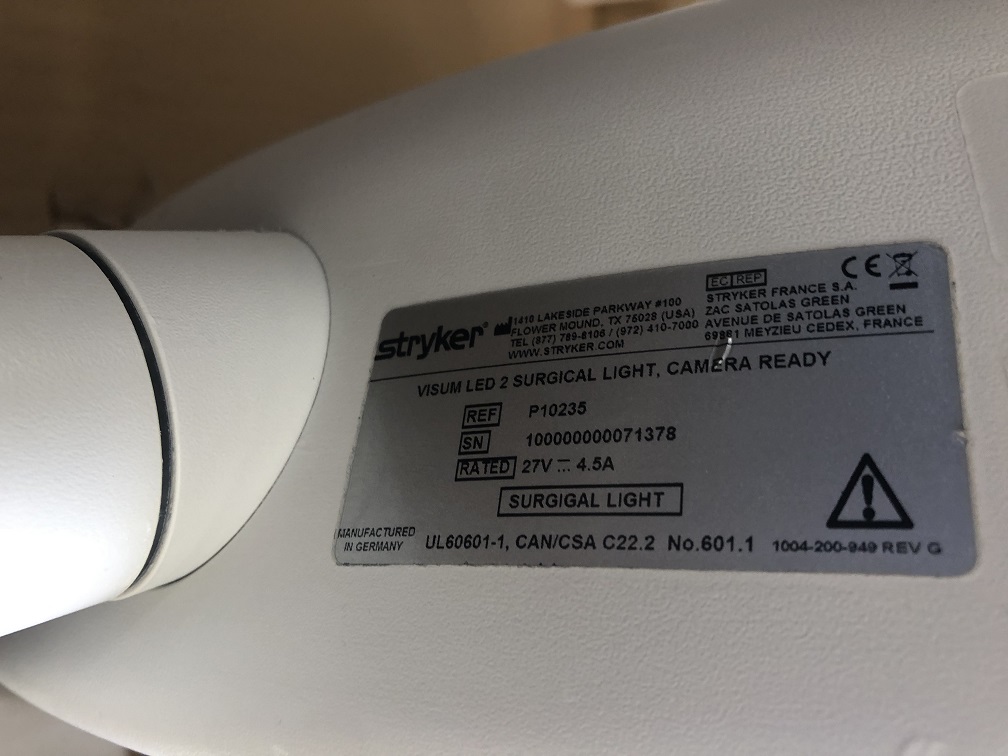 stryker®
1410 LAKESIDE PARKWAY #100
FLOWER MOUND, TX 75028 (USA)
TEL (877) 789-8106 / (972) 410-7000
WWW.STRYKER.COM
EC REP
STRYKER FRANCE S.A.
ZAC SATOLAS GREEN
AVENUE DE SATOLAS GREEN
69881 MEYZIEU CEDEX, FRANCE
CE
VISUM LED 2 SURGICAL LIGHT, CAMERA READY
REF P10235
SN 100000000071378
RATED 27V ⎓ 4.5A
SURGIGAL LIGHT
MANUFACTURED
IN GERMANY
UL60601-1, CAN/CSA C22.2 No.601.1
1004-200-949 REV G